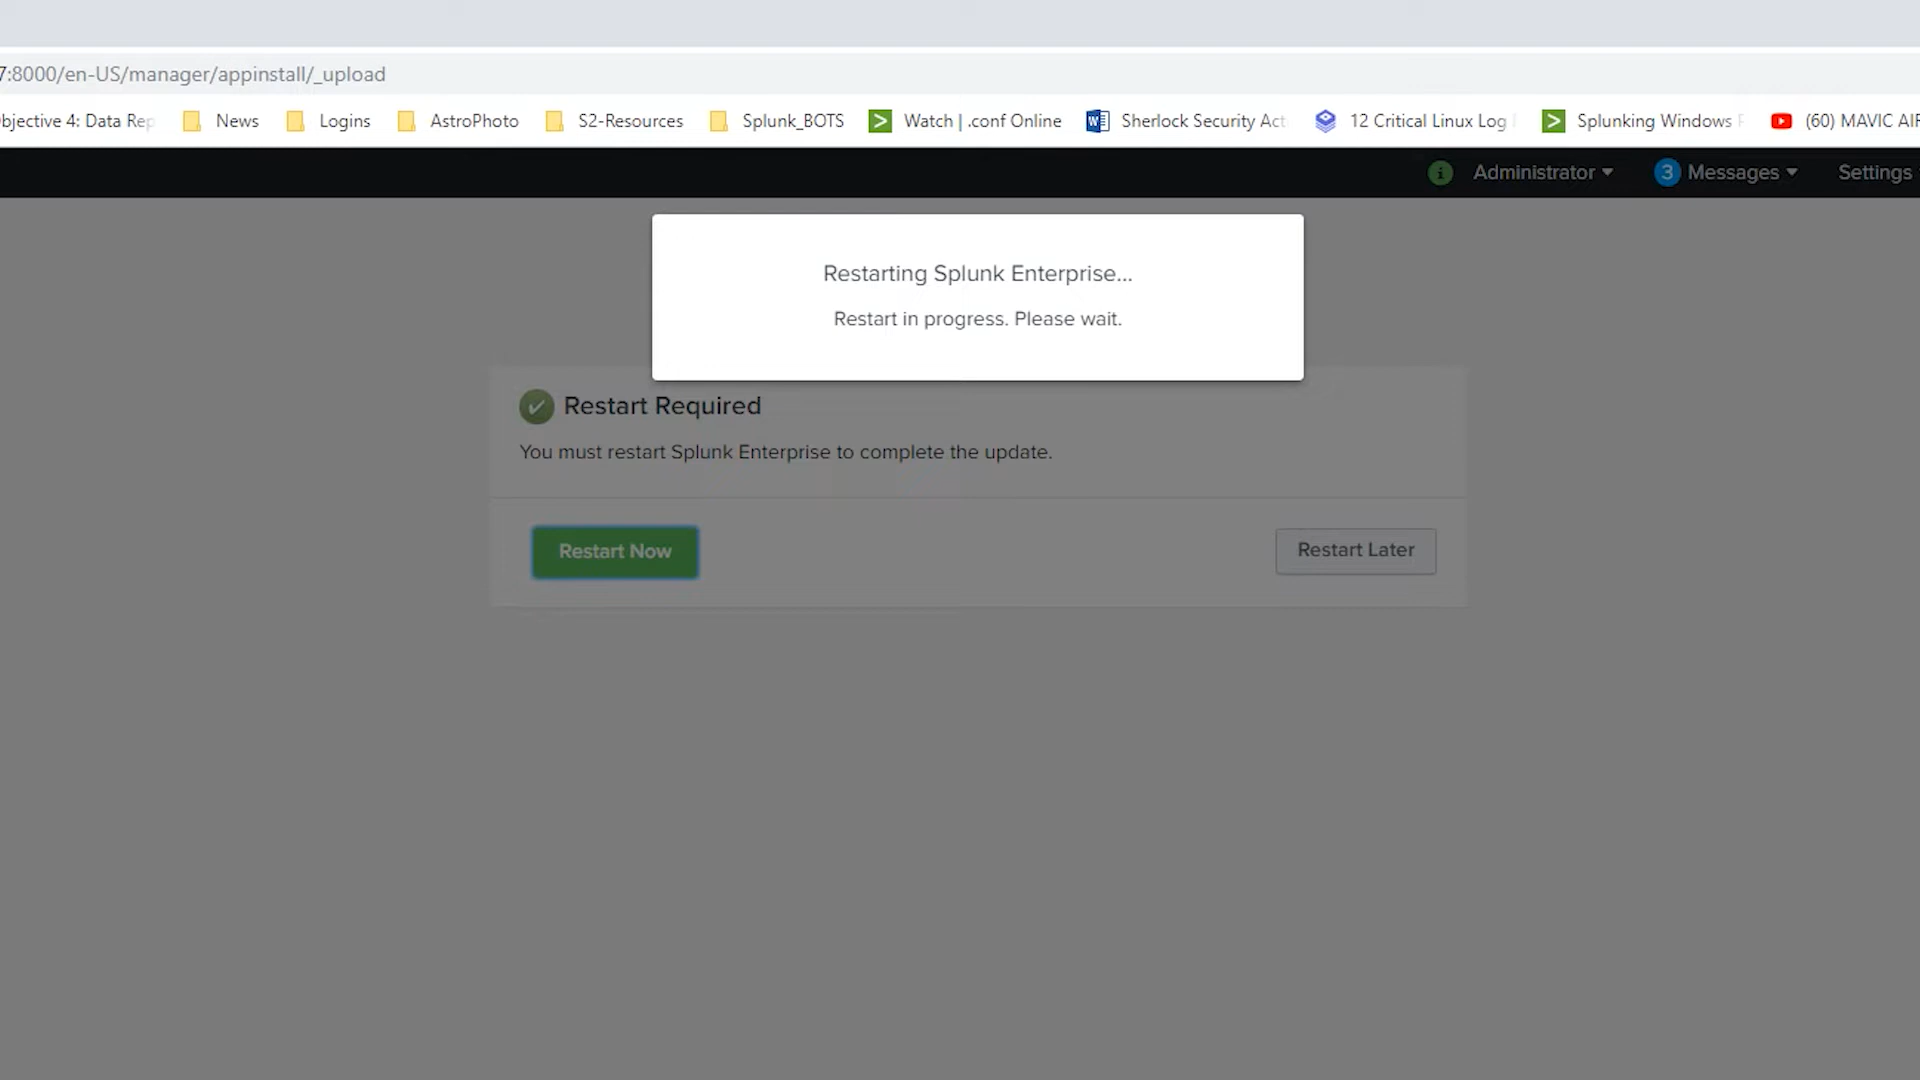 7:8000/en-US/manager/appinstall/_upload
bjective 4: Data Rep News Logins AstroPhoto S2-Resources Splunk_BOTS Watch | .conf Online Sherlock Security Act 12 Critical Linux Log Splunking Windows (60) MAVIC AIR
i Administrator 3 Messages Settings
Restarting Splunk Enterprise...
Restart in progress. Please wait.
Restart Required
You must restart Splunk Enterprise to complete the update.
Restart Now Restart Later